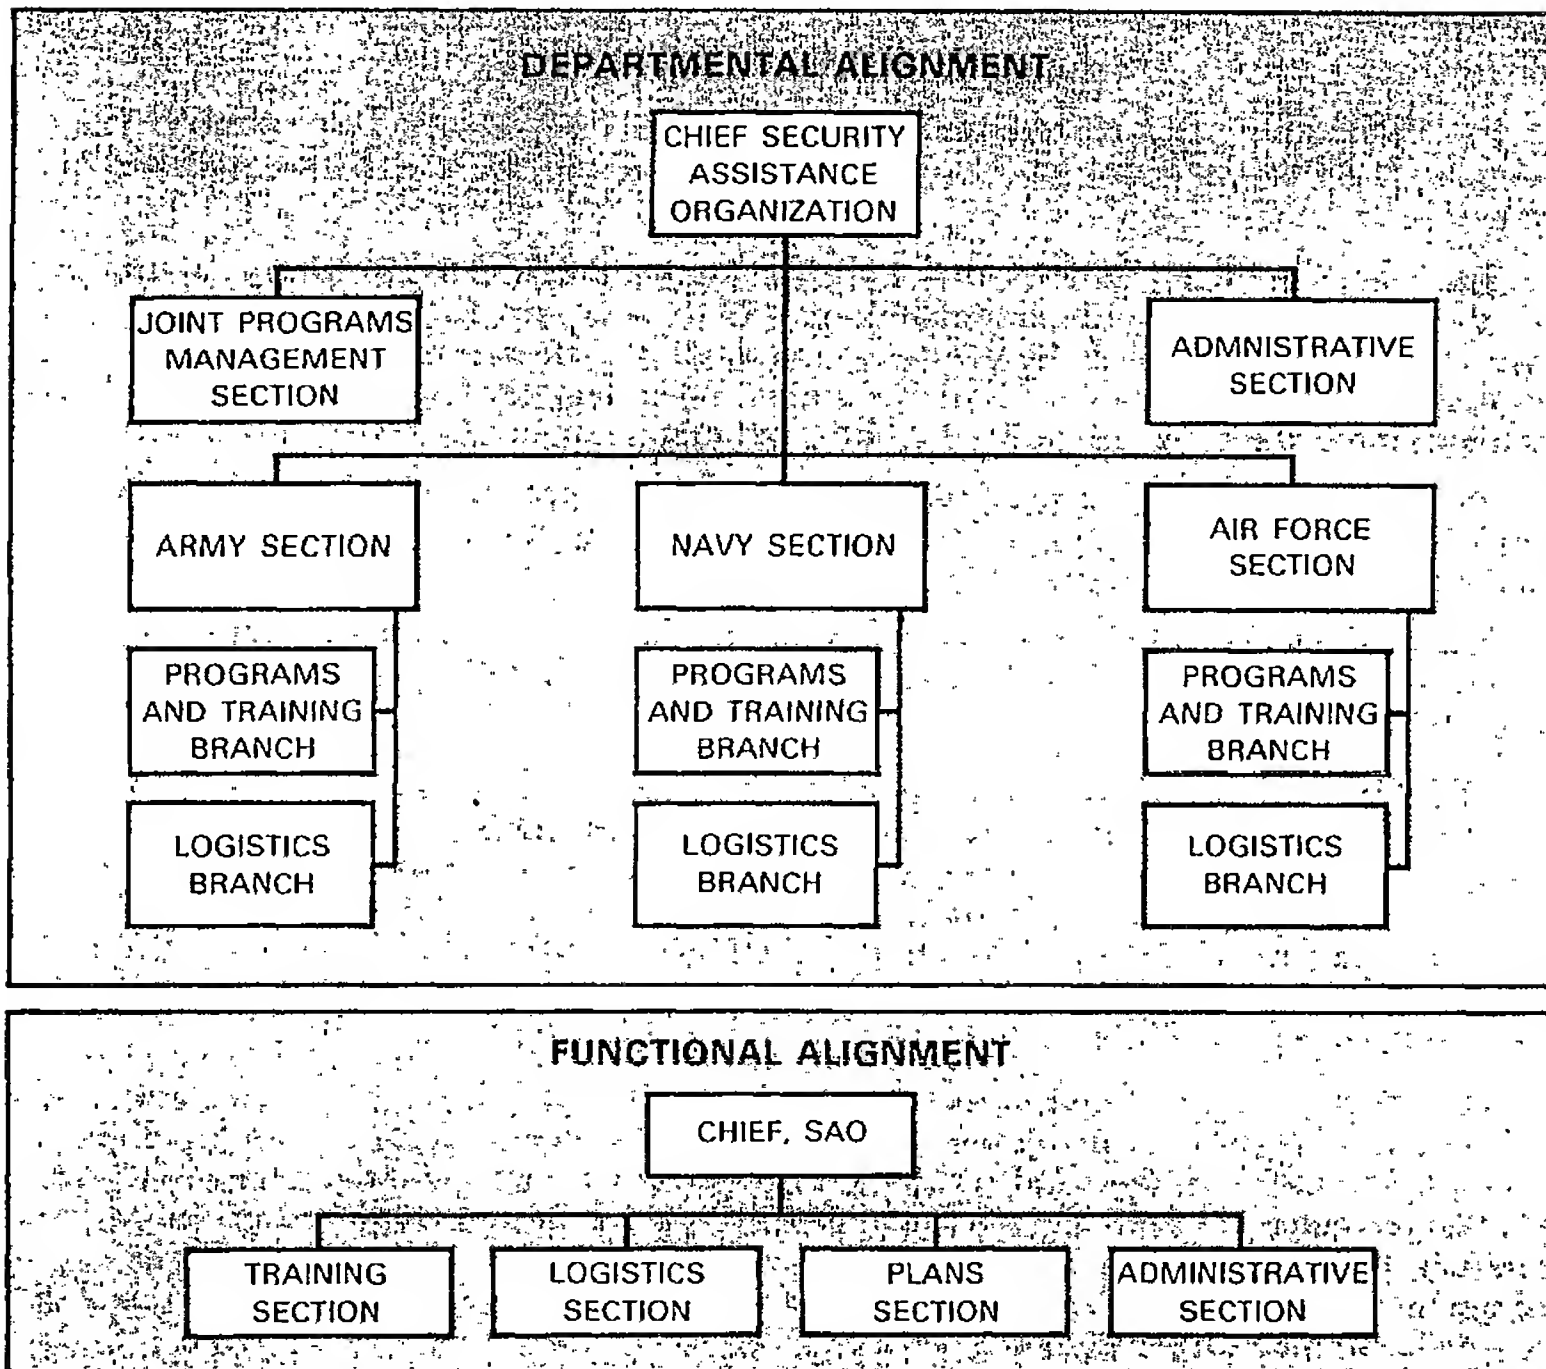 DEPARTMENTAL ALIGNMENT
CHIEF SECURITY
ASSISTANCE
ORGANIZATION
JOINT PROGRAMS
MANAGEMENT
SECTION
ADMNISTRATIVE
SECTION
ARMY SECTION
NAVY SECTION
AIR FORCE
SECTION
PROGRAMS
AND TRAINING
BRANCH
PROGRAMS
AND TRAINING
BRANCH
PROGRAMS
AND TRAINING
BRANCH
LOGISTICS
BRANCH
LOGISTICS
BRANCH
LOGISTICS
BRANCH
FUNCTIONAL ALIGNMENT
CHIEF, SAO
TRAINING
SECTION
LOGISTICS
SECTION
PLANS
SECTION
ADMINISTRATIVE
SECTION